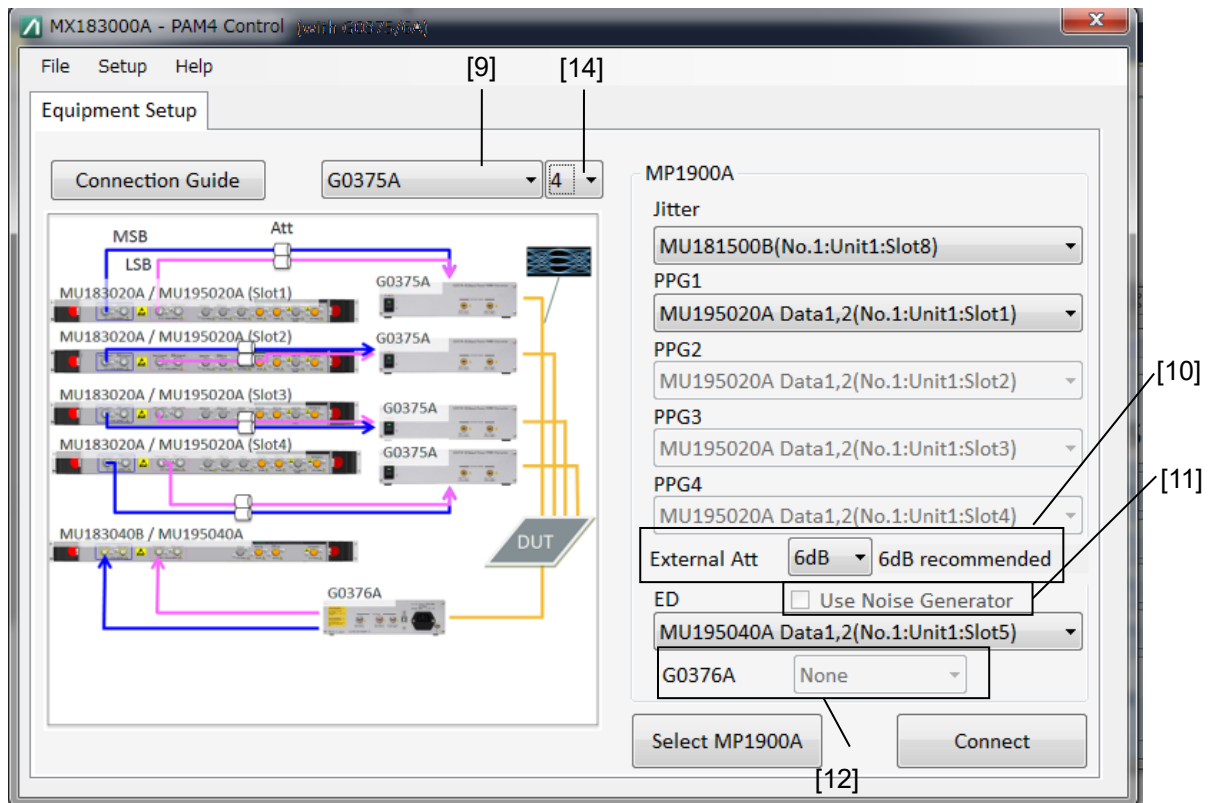 MX183000A - PAM4 Control (with G0375/6A)
File Setup Help
[9] [14]
Equipment Setup
Connection Guide
G0375A
4
MSB
Att
LSB
MU183020A / MU195020A (Slot1)
G0375A
MU183020A / MU195020A (Slot2)
G0375A
MU183020A / MU195020A (Slot3)
G0375A
MU183020A / MU195020A (Slot4)
G0375A
MU183040B / MU195040A
DUT
G0376A
MP1900A
Jitter
MU181500B(No.1:Unit1:Slot8)
PPG1
MU195020A Data1,2(No.1:Unit1:Slot1)
PPG2
MU195020A Data1,2(No.1:Unit1:Slot2)
[10]
PPG3
MU195020A Data1,2(No.1:Unit1:Slot3)
[11]
PPG4
MU195020A Data1,2(No.1:Unit1:Slot4)
External Att 6dB 6dB recommended
ED Use Noise Generator
MU195040A Data1,2(No.1:Unit1:Slot5)
G0376A None
Select MP1900A Connect
[12]